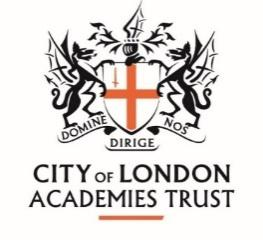 DOMINE DIRIGE NOS
CITY OF LONDON
ACADEMIES TRUST